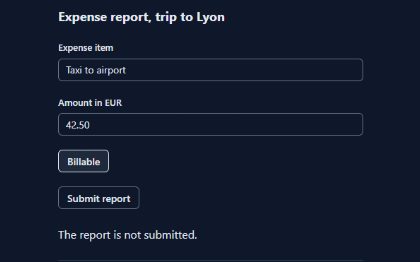 Expense report, trip to Lyon
Expense item
Taxi to airport
Amount in EUR
42.50
Billable
Submit report
The report is not submitted.